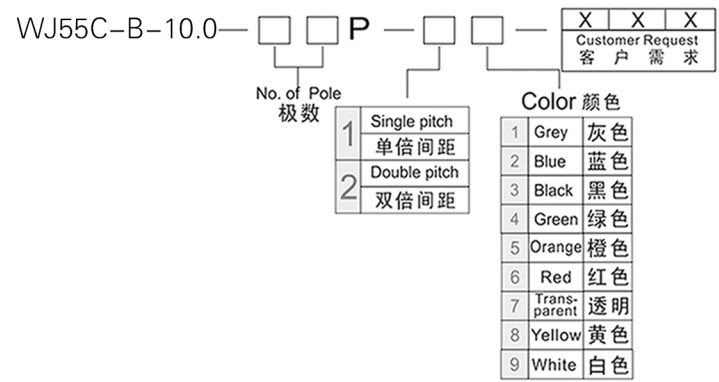 WJ55C-B-10.0— □ □ P — □ □ — X X X
Customer Request
客户需求
No. of Pole
极数
Color 颜色
1 Single pitch
单倍间距
2 Double pitch
双倍间距
1 Grey 灰色
2 Blue 蓝色
3 Black 黑色
4 Green 绿色
5 Orange 橙色
6 Red 红色
7 Trans-
parent 透明
8 Yellow 黄色
9 White 白色